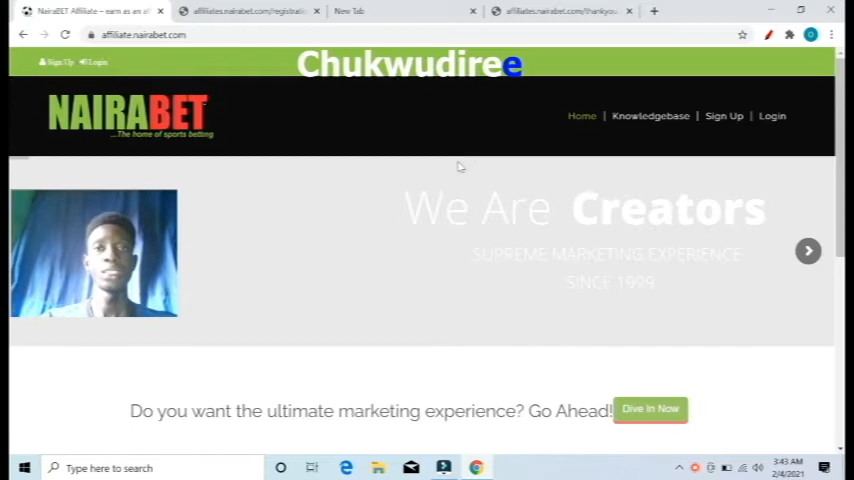 NairaBET Affiliate – earn as an af
affiliates.nairabet.com/registratio
New Tab
affiliates.nairabet.com/thankyou
affiliate.nairabet.com
Sign Up Login
Chukwudiree
NAIRABET
...The home of sports betting
Home | Knowledgebase | Sign Up | Login
We Are Creators
SUPREME MARKETING EXPERIENCE
SINCE 1999
Do you want the ultimate marketing experience? Go Ahead! Dive In Now
Type here to search
3:43 AM
2/4/2021